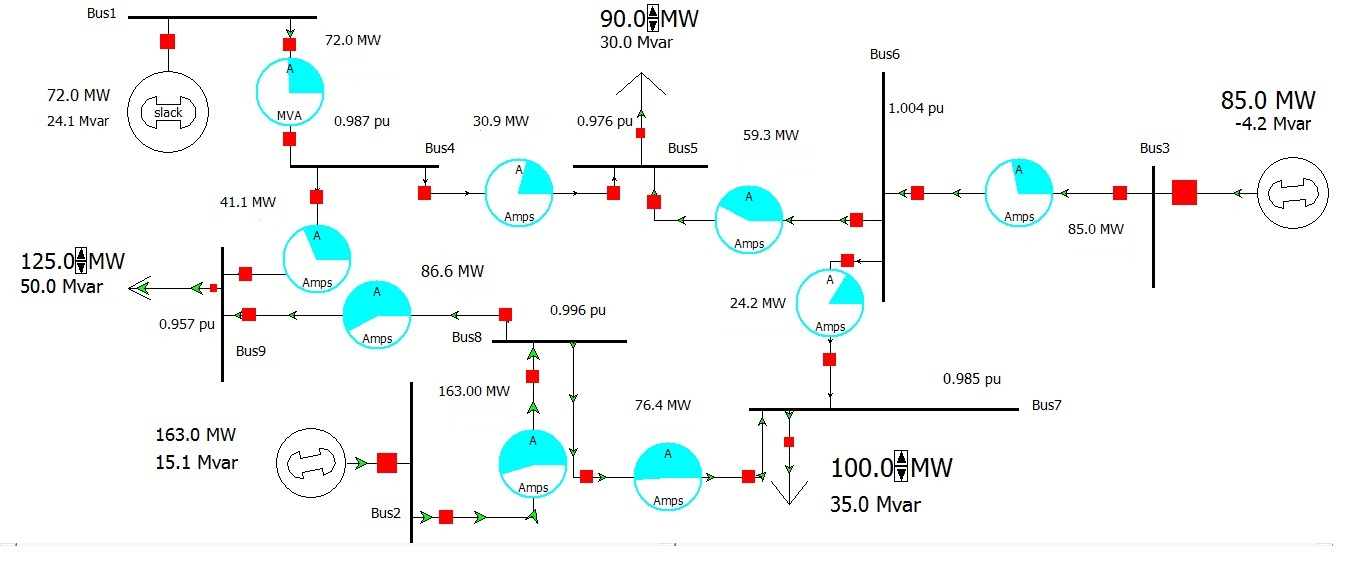 Bus1
90.0 MW
30.0 Mvar
72.0 MW
A
MVA
72.0 MW
24.1 Mvar
slack
0.987 pu
Bus4
30.9 MW
A
Amps
0.976 pu
Bus5
59.3 MW
A
Amps
Bus6
1.004 pu
85.0 MW
-4.2 Mvar
Bus3
A
Amps
85.0 MW
41.1 MW
A
Amps
125.0 MW
50.0 Mvar
0.957 pu
Bus9
86.6 MW
A
Amps
0.996 pu
Bus8
24.2 MW
A
Amps
0.985 pu
Bus7
163.00 MW
76.4 MW
163.0 MW
15.1 Mvar
A
Amps
A
Amps
100.0 MW
35.0 Mvar
Bus2